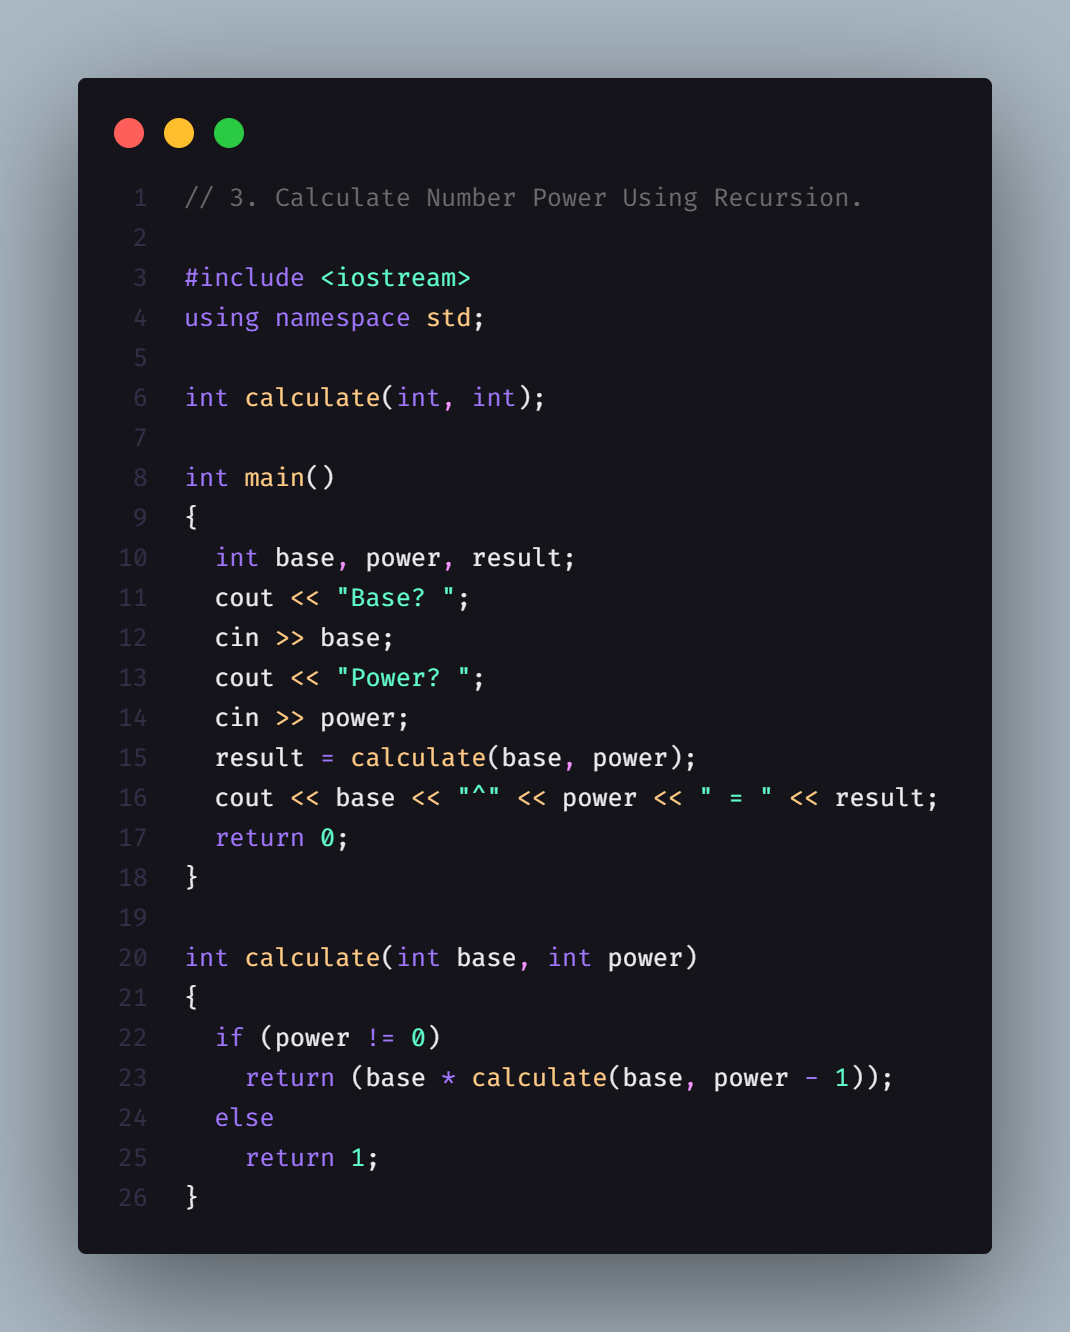 1 // 3. Calculate Number Power Using Recursion.
2
3 #include <iostream>
4 using namespace std;
5
6 int calculate(int, int);
7
8 int main()
9 {
10   int base, power, result;
11   cout << "Base? ";
12   cin >> base;
13   cout << "Power? ";
14   cin >> power;
15   result = calculate(base, power);
16   cout << base << "^" << power << " = " << result;
17   return 0;
18 }
19
20 int calculate(int base, int power)
21 {
22   if (power != 0)
23     return (base * calculate(base, power - 1));
24   else
25     return 1;
26 }